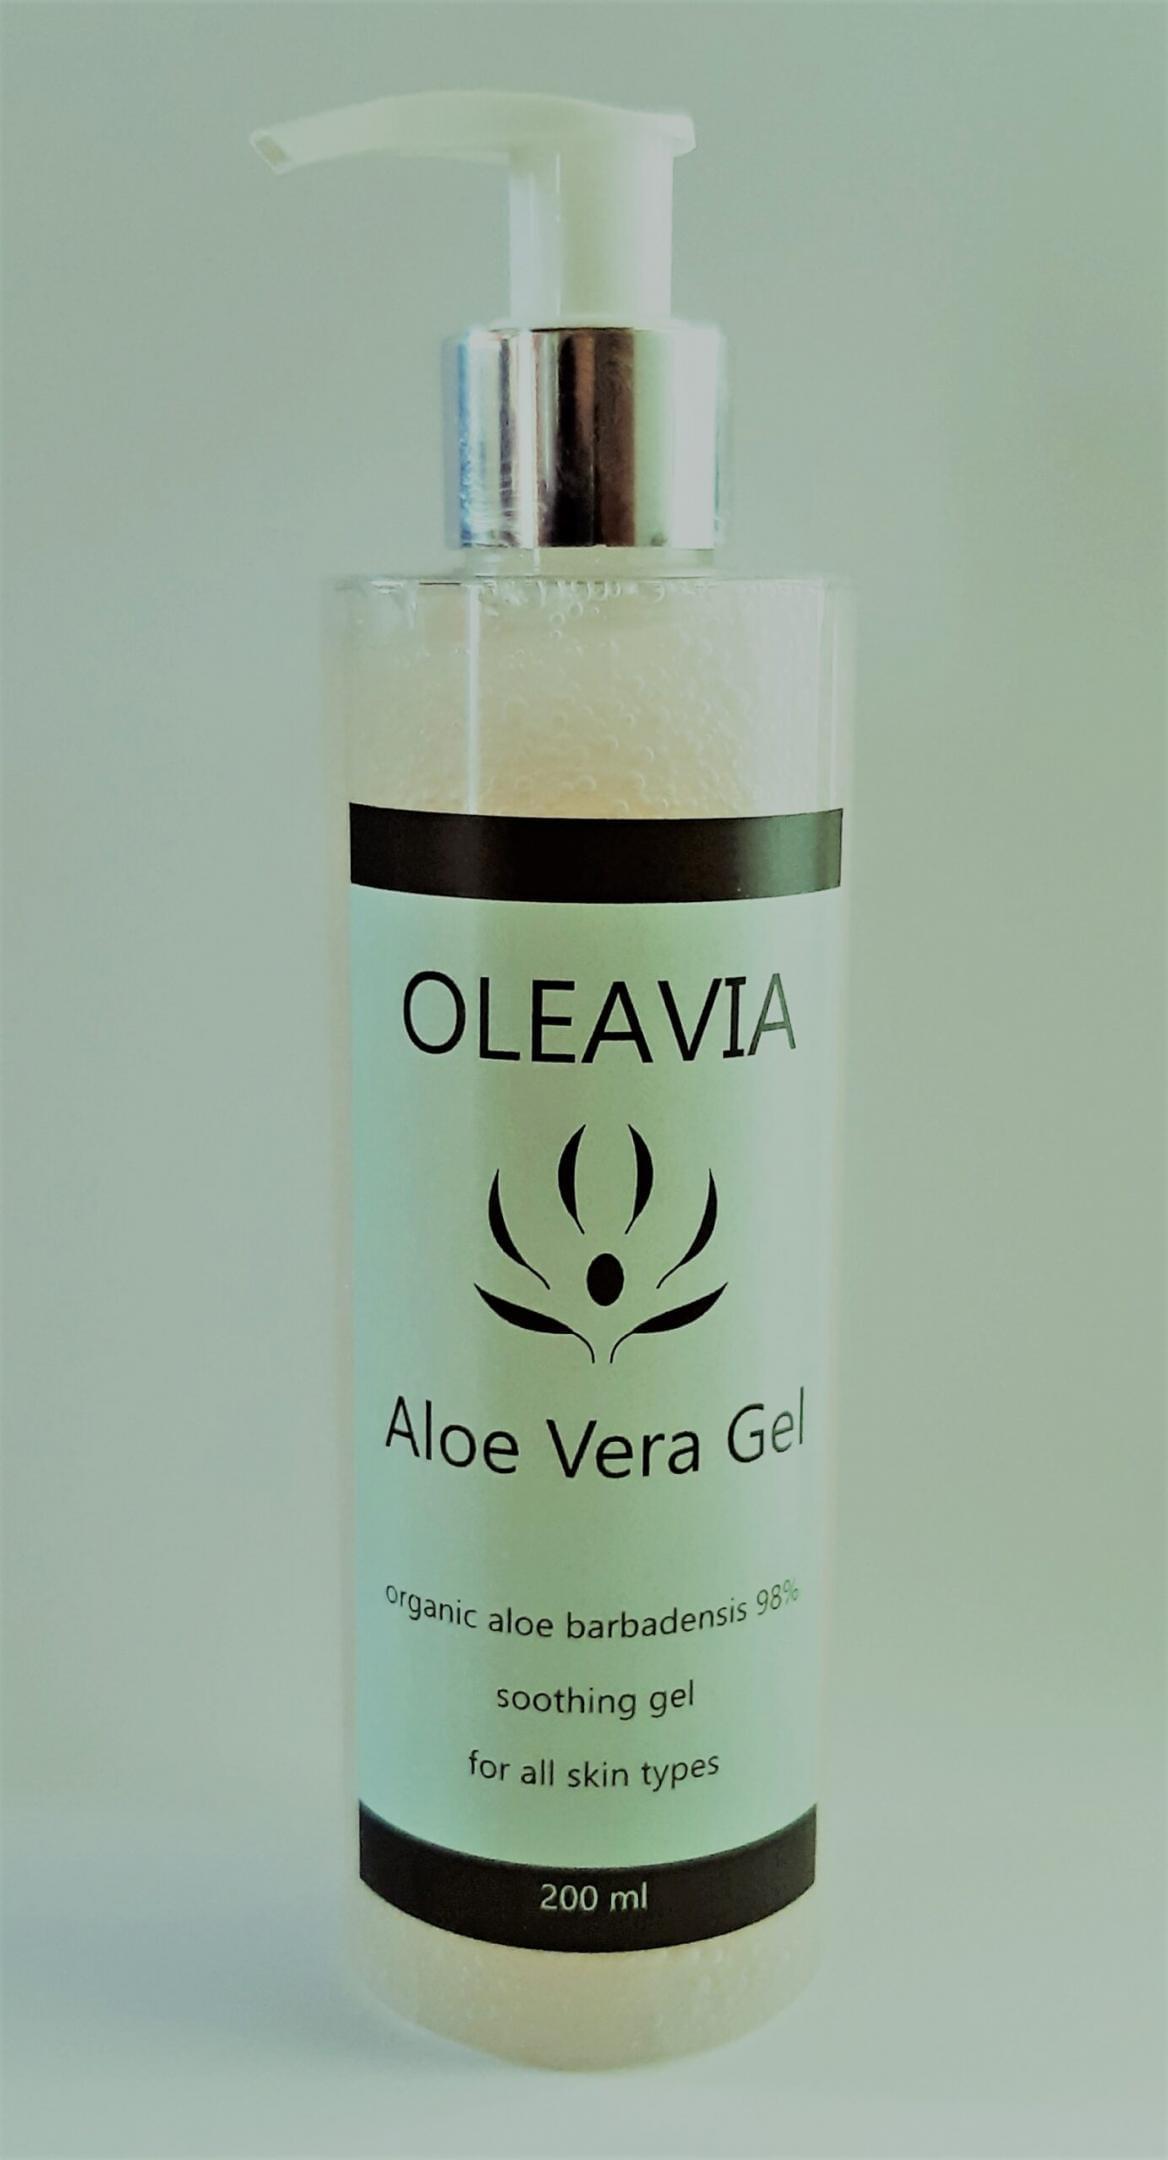 OLEAVIA
Aloe Vera Gel
organic aloe barbadensis 98%
soothing gel
for all skin types
200 ml